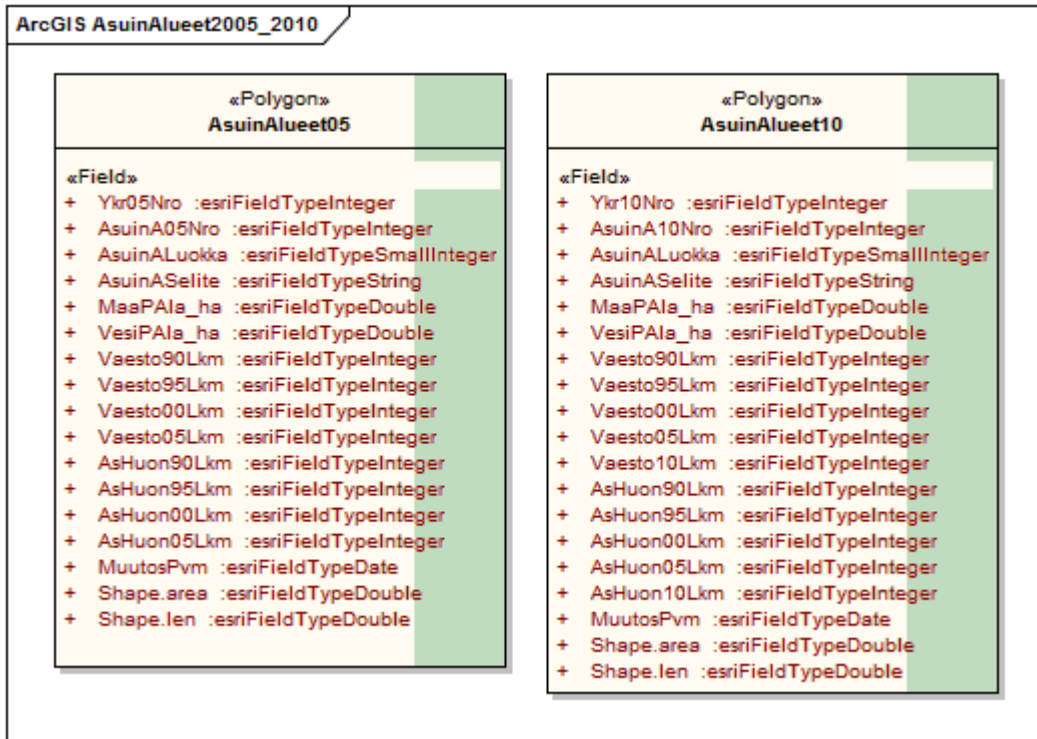 ArcGIS AsuinAlueet2005_2010
«Polygon»
AsuinAlueet05
«Field»
+ Ykr05Nro :esriFieldTypeInteger
+ AsuinA05Nro :esriFieldTypeInteger
+ AsuinALuokka :esriFieldTypeSmallInteger
+ AsuinASelite :esriFieldTypeString
+ MaaPAla_ha :esriFieldTypeDouble
+ VesiPAla_ha :esriFieldTypeDouble
+ Vaesto90Lkm :esriFieldTypeInteger
+ Vaesto95Lkm :esriFieldTypeInteger
+ Vaesto00Lkm :esriFieldTypeInteger
+ Vaesto05Lkm :esriFieldTypeInteger
+ AsHuon90Lkm :esriFieldTypeInteger
+ AsHuon95Lkm :esriFieldTypeInteger
+ AsHuon00Lkm :esriFieldTypeInteger
+ AsHuon05Lkm :esriFieldTypeInteger
+ MuutosPvm :esriFieldTypeDate
+ Shape.area :esriFieldTypeDouble
+ Shape.len :esriFieldTypeDouble
«Polygon»
AsuinAlueet10
«Field»
+ Ykr10Nro :esriFieldTypeInteger
+ AsuinA10Nro :esriFieldTypeInteger
+ AsuinALuokka :esriFieldTypeSmallInteger
+ AsuinASelite :esriFieldTypeString
+ MaaPAla_ha :esriFieldTypeDouble
+ VesiPAla_ha :esriFieldTypeDouble
+ Vaesto90Lkm :esriFieldTypeInteger
+ Vaesto95Lkm :esriFieldTypeInteger
+ Vaesto00Lkm :esriFieldTypeInteger
+ Vaesto05Lkm :esriFieldTypeInteger
+ Vaesto10Lkm :esriFieldTypeInteger
+ AsHuon90Lkm :esriFieldTypeInteger
+ AsHuon95Lkm :esriFieldTypeInteger
+ AsHuon00Lkm :esriFieldTypeInteger
+ AsHuon05Lkm :esriFieldTypeInteger
+ AsHuon10Lkm :esriFieldTypeInteger
+ MuutosPvm :esriFieldTypeDate
+ Shape.area :esriFieldTypeDouble
+ Shape.len :esriFieldTypeDouble